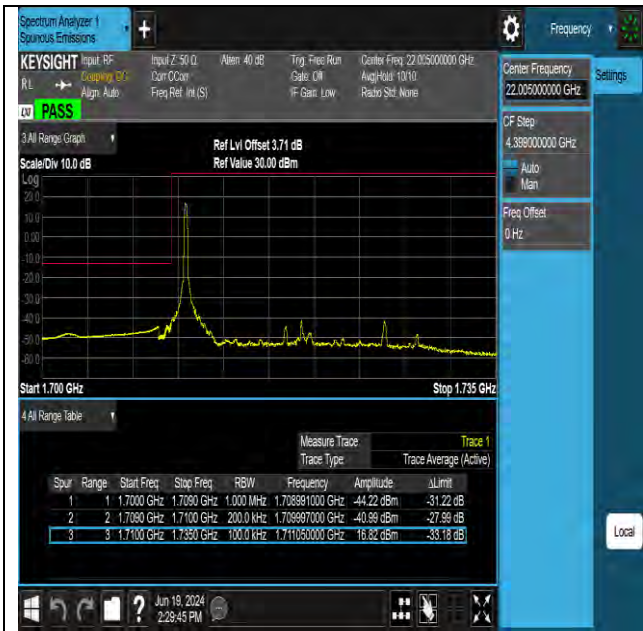 Spectrum Analyzer 1
Spurious Emissions
Frequency
KEYSIGHT
Input: RF
Input Z: 50 Ω
Atten: 40 dB
Trig: Free Run
Center Freq: 22.005000000 GHz
RL
Coupling: DC
Corr CCorr
Gate: Off
Avg|Hold: 10/10
Align: Auto
Freq Ref: Int (S)
IF Gain: Low
Radio Std: None
LXI
PASS
Center Frequency
22.005000000 GHz
Settings
CF Step
4.399000000 GHz
Auto
Man
Freq Offset
0 Hz
3 All Range Graph
Ref Lvl Offset 3.71 dB
Scale/Div 10.0 dB
Ref Value 30.00 dBm
Log
20.0
10.0
0.00
-10.0
-20.0
-30.0
-40.0
-50.0
-60.0
Start 1.700 GHz
Stop 1.735 GHz
4 All Range Table
Measure Trace
Trace 1
Trace Type
Trace Average (Active)
Spur Range Start Freq Stop Freq RBW Frequency Amplitude ΔLimit
1 1 1.7000 GHz 1.7090 GHz 1.000 MHz 1.708991000 GHz -44.22 dBm -31.22 dB
2 2 1.7090 GHz 1.7100 GHz 200.0 kHz 1.709997000 GHz -40.99 dBm -27.99 dB
3 3 1.7100 GHz 1.7350 GHz 100.0 kHz 1.711050000 GHz 16.82 dBm -33.18 dB
Local
Jun 19, 2024
2:29:45 PM